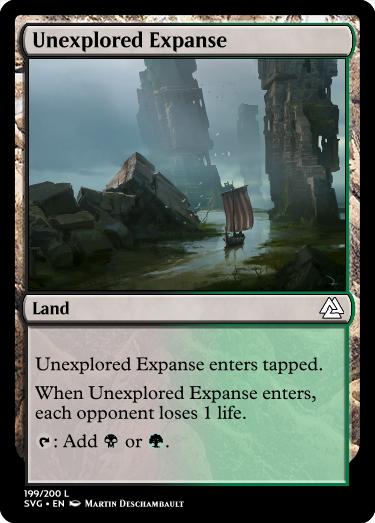 Unexplored Expanse
Land
Unexplored Expanse enters tapped.
When Unexplored Expanse enters,
each opponent loses 1 life.
: Add or .
199/200 L
SVG • EN Martin Deschambault